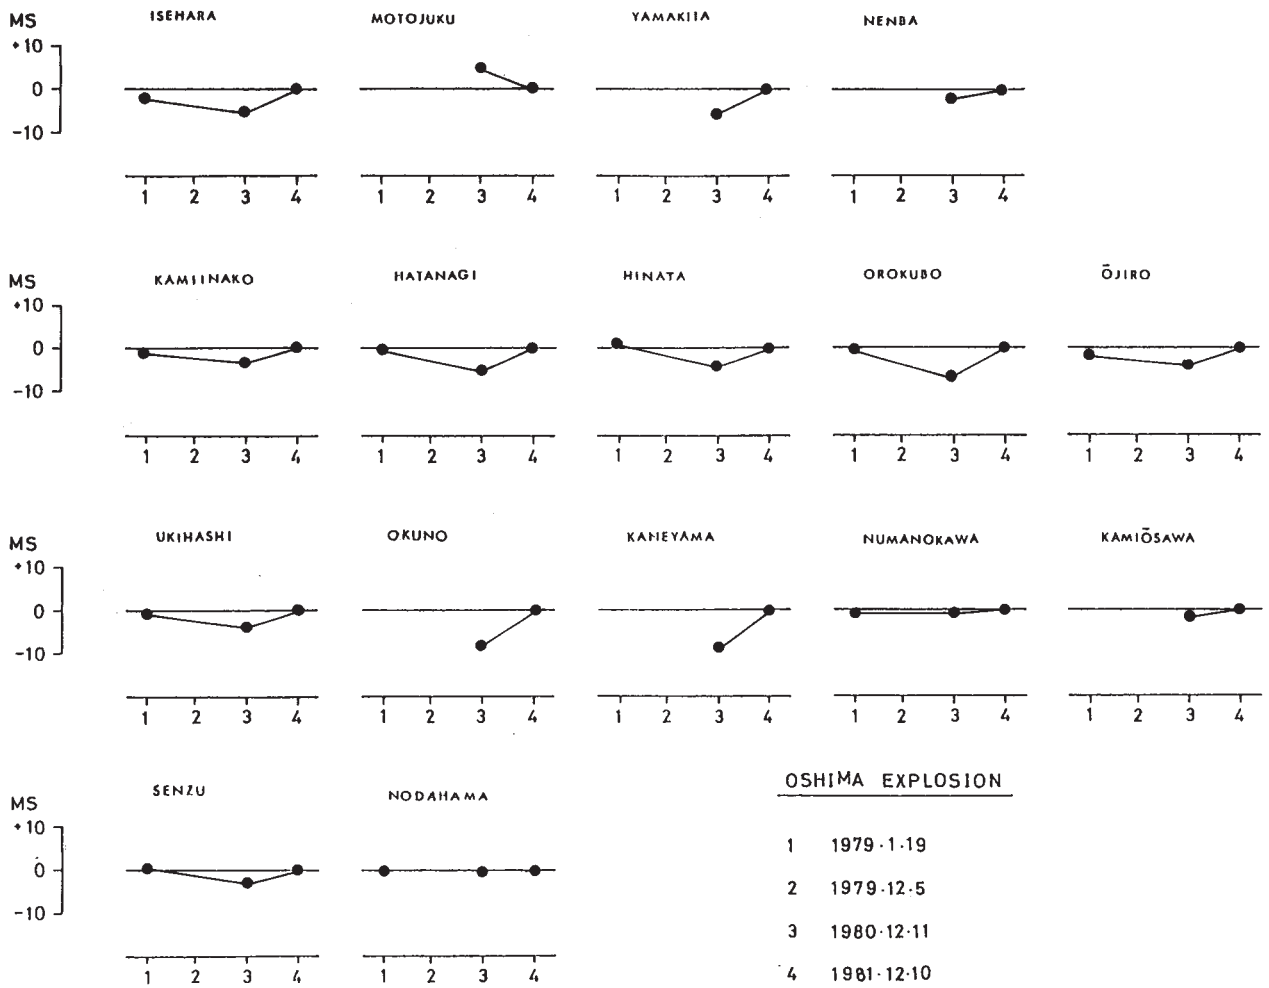 MS ISEHARA MOTOJUKU YAMAKITA NENBA
+10
0
-10
1 2 3 4 1 2 3 4 1 2 3 4 1 2 3 4
MS KAMIINAKO HATANAGI HINATA OROKUBO ŌJIRO
+10
0
-10
1 2 3 4 1 2 3 4 1 2 3 4 1 2 3 4 1 2 3 4
MS UKIHASHI OKUNO KANEYAMA NUMANOKAWA KAMIŌSAWA
+10
0
-10
1 2 3 4 1 2 3 4 1 2 3 4 1 2 3 4 1 2 3 4
MS SENZU NODAHAMA
+10
0
-10
1 2 3 4 1 2 3 4
OSHIMA EXPLOSION
1 1979·1·19
2 1979·12·5
3 1980·12·11
4 1981·12·10